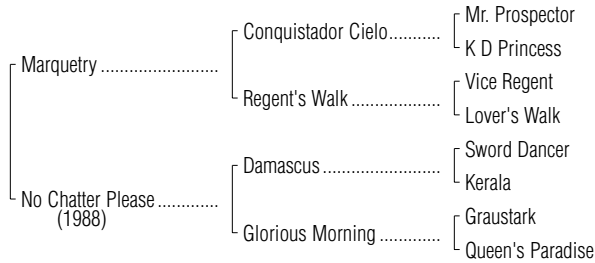 Mr. Prospector
Conquistador Cielo...........
K D Princess
Marquetry ........................
Vice Regent
Regent's Walk ..................
Lover's Walk
Sword Dancer
Damascus ........................
Kerala
No Chatter Please .............
(1988)
Graustark
Glorious Morning .............
Queen's Paradise